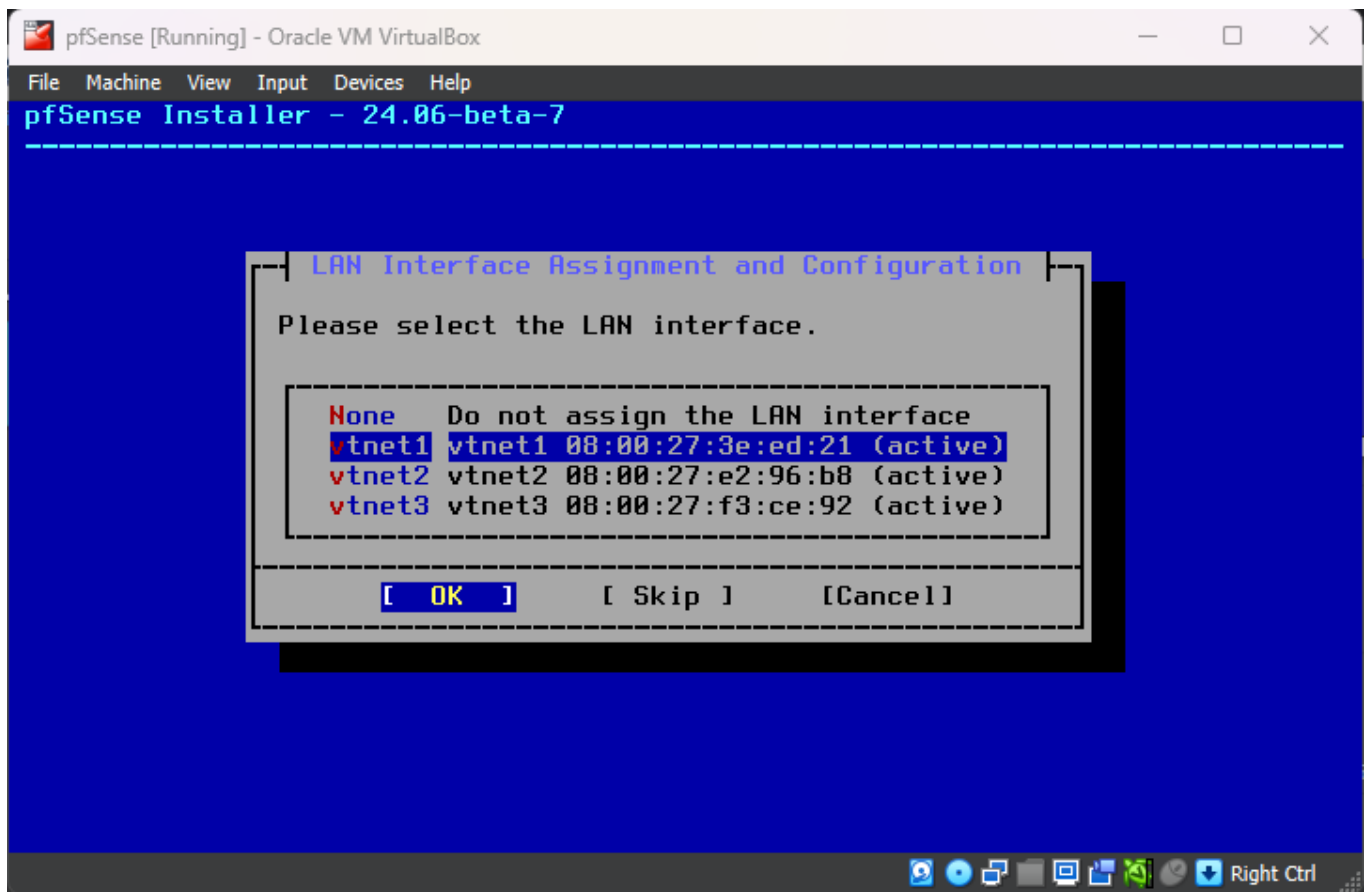 pfSense [Running] - Oracle VM VirtualBox
File Machine View Input Devices Help
pfSense Installer - 24.06-beta-7
LAN Interface Assignment and Configuration
Please select the LAN interface.
None Do not assign the LAN interface
vtnet1 vtnet1 08:00:27:3e:ed:21 (active)
vtnet2 vtnet2 08:00:27:e2:96:b8 (active)
vtnet3 vtnet3 08:00:27:f3:ce:92 (active)
[ OK ] [ Skip ] [Cancel]
Right Ctrl